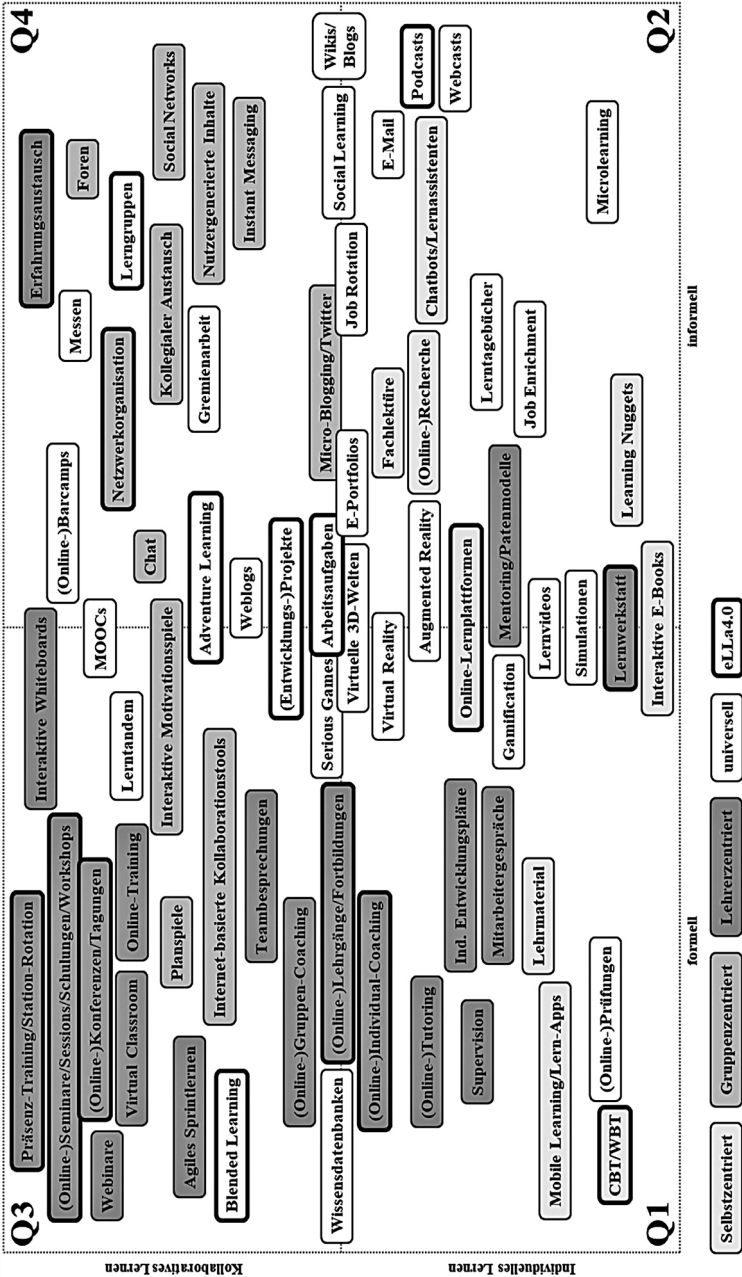 Q3
Q4
Präsenz-Training/Station-Rotation
Interaktive Whiteboards
Erfahrungsaustausch
(Online-)Seminare/Sessions/Schulungen/Workshops
(Online-)Barcamps
Messen
Foren
Webinare
(Online-)Konferenzen/Tagungen
MOOCs
Netzwerkorganisation
Lerngruppen
Virtual Classroom
Online-Training
Lerntandem
Chat
Kollegialer Austausch
Social Networks
Planspiele
Interaktive Motivationsspiele
Agiles Sprintlernen
Adventure Learning
Gremienarbeit
Nutzergenerierte Inhalte
Internet-basierte Kollaborationstools
Blended Learning
Weblogs
Instant Messaging
Teambesprechungen
(Entwicklungs-)Projekte
(Online-)Gruppen-Coaching
Serious Games
Arbeitsaufgaben
Micro-Blogging/Twitter
Social Learning
Wikis/
Blogs
Wissensdatenbanken
(Online-)Lehrgänge/Fortbildungen
Virtuelle 3D-Welten
E-Portfolios
Job Rotation
(Online-)Individual-Coaching
Virtual Reality
Fachlektüre
E-Mail
(Online-)Tutoring
Augmented Reality
(Online-)Recherche
Chatbots/Lernassistenten
Podcasts
Webcasts
Ind. Entwicklungspläne
Online-Lernplattformen
Supervision
Mitarbeitergespräche
Gamification
Mentoring/Patenmodelle
Lerntagebücher
Lehrmaterial
Lernvideos
Job Enrichment
Mobile Learning/Lern-Apps
Simulationen
(Online-)Prüfungen
Microlearning
CBT/WBT
Lernwerkstatt
Learning Nuggets
Interaktive E-Books
Q1
Q2
Kollaboratives Lernen
Individuelles Lernen
formell
informell
Selbstzentriert
Gruppenzentriert
Lehrerzentriert
universell
eLLa4.0